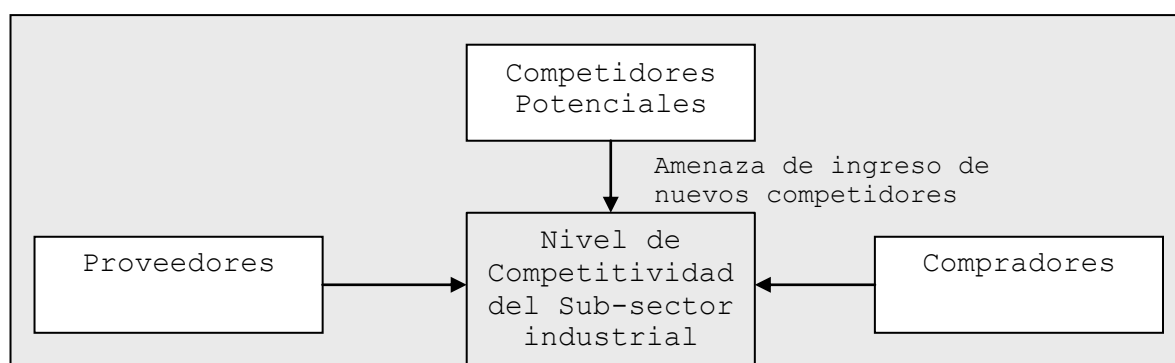 Competidores
Potenciales
Amenaza de ingreso de
nuevos competidores
Proveedores
Nivel de
Competitividad
del Sub-sector
industrial
Compradores